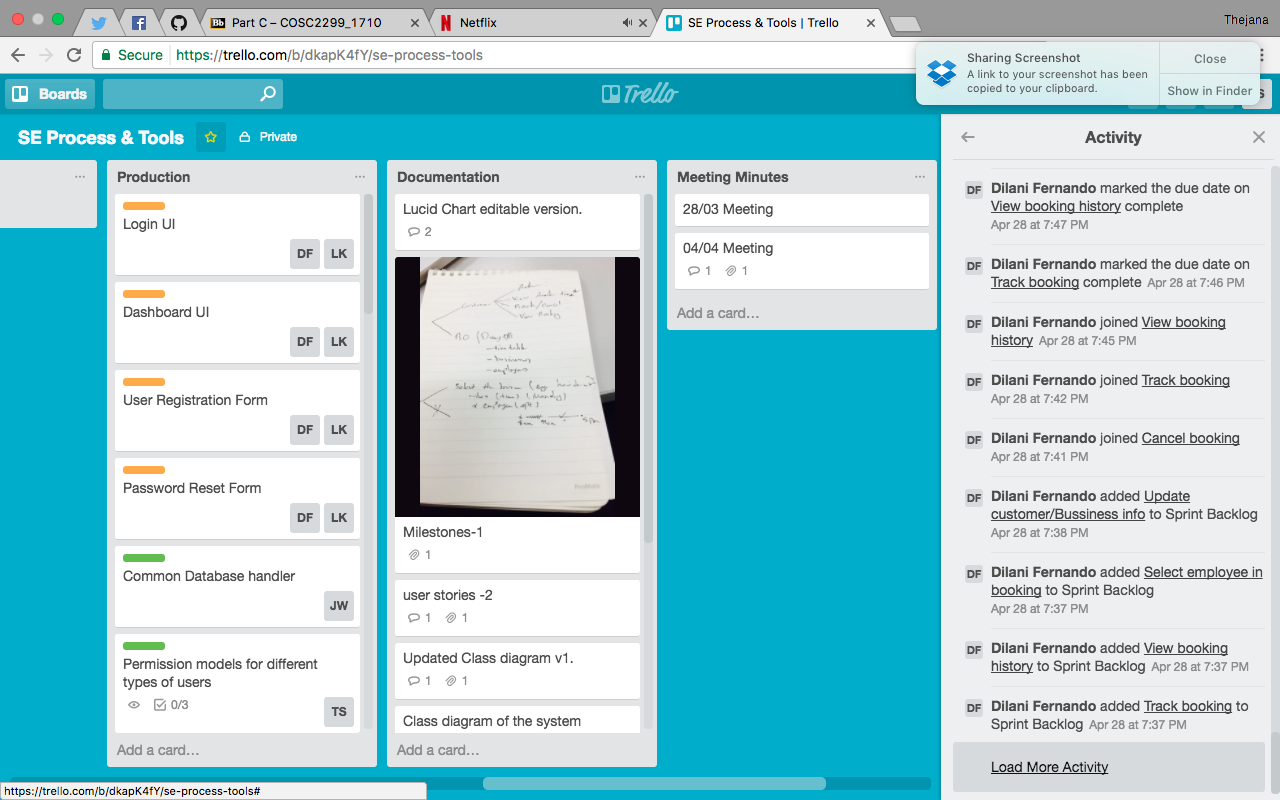 Part C – COSC2299_1710
Netflix
SE Process & Tools | Trello
Thejana
Secure
https://trello.com/b/dkapK4fY/se-process-tools
Sharing Screenshot
A link to your screenshot has been
copied to your clipboard.
Close
Show in Finder
Boards
Trello
SE Process & Tools
Private
Production
Login UI
DF LK
Dashboard UI
DF LK
User Registration Form
DF LK
Password Reset Form
DF LK
Common Database handler
JW
Permission models for different
types of users
0/3
TS
Add a card…
Documentation
Lucid Chart editable version.
2
Milestones-1
1
user stories -2
1 1
Updated Class diagram v1.
1 1
Class diagram of the system
Add a card…
Meeting Minutes
28/03 Meeting
04/04 Meeting
1 1
Add a card…
Activity
DF Dilani Fernando marked the due date on
View booking history complete
Apr 28 at 7:47 PM
DF Dilani Fernando marked the due date on
Track booking complete Apr 28 at 7:46 PM
DF Dilani Fernando joined View booking
history Apr 28 at 7:45 PM
DF Dilani Fernando joined Track booking
Apr 28 at 7:42 PM
DF Dilani Fernando joined Cancel booking
Apr 28 at 7:41 PM
DF Dilani Fernando added Update
customer/Bussiness info to Sprint Backlog
Apr 28 at 7:38 PM
DF Dilani Fernando added Select employee in
booking to Sprint Backlog
Apr 28 at 7:37 PM
DF Dilani Fernando added View booking
history to Sprint Backlog Apr 28 at 7:37 PM
DF Dilani Fernando added Track booking to
Sprint Backlog Apr 28 at 7:37 PM
Load More Activity
https://trello.com/b/dkapK4fY/se-process-tools#